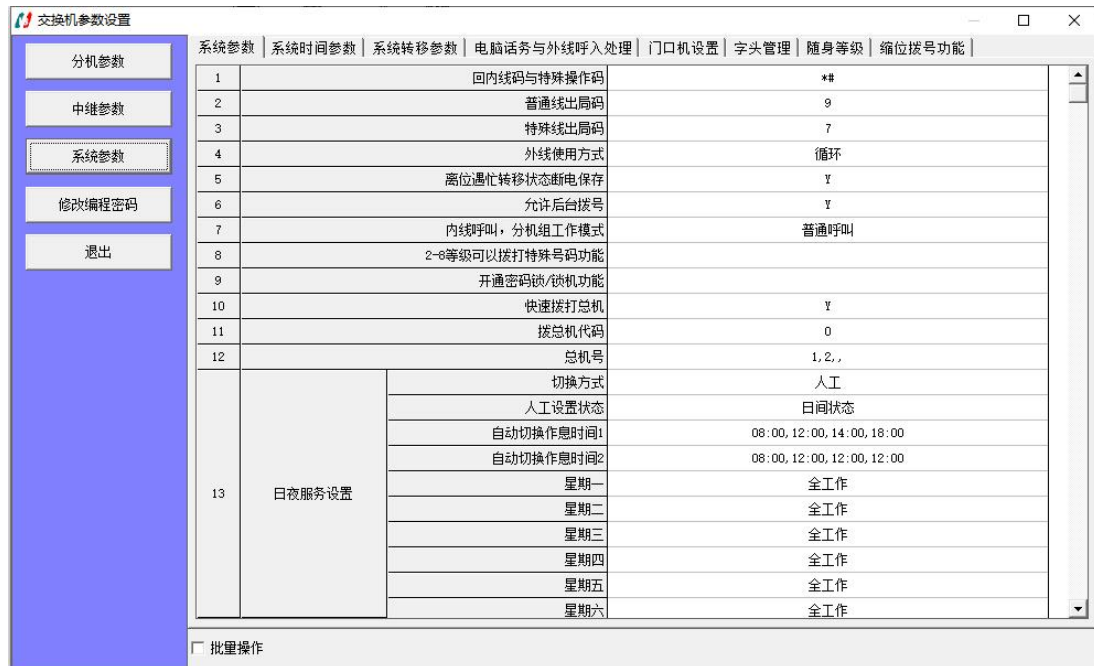 交换机参数设置
分机参数
中继参数
系统参数
修改编程密码
退出
系统参数 系统时间参数 系统转移参数 电脑话务与外线呼入处理 门口机设置 字头管理 随身等级 缩位拨号功能
1 回内线码与特殊操作码 *#
2 普通线出局码 9
3 特殊线出局码 7
4 外线使用方式 循环
5 离位遇忙转移状态断电保存 Y
6 允许后台拨号 Y
7 内线呼叫，分机组工作模式 普通呼叫
8 2-6等级可以拨打特殊号码功能
9 开通密码锁/锁机功能
10 快速拨打总机 Y
11 拨总机代码 0
12 总机号 1,2,,
13 日夜服务设置
切换方式 人工
人工设置状态 日间状态
自动切换作息时间1 08:00,12:00,14:00,18:00
自动切换作息时间2 08:00,12:00,12:00,12:00
星期一 全工作
星期二 全工作
星期三 全工作
星期四 全工作
星期五 全工作
星期六 全工作
批量操作